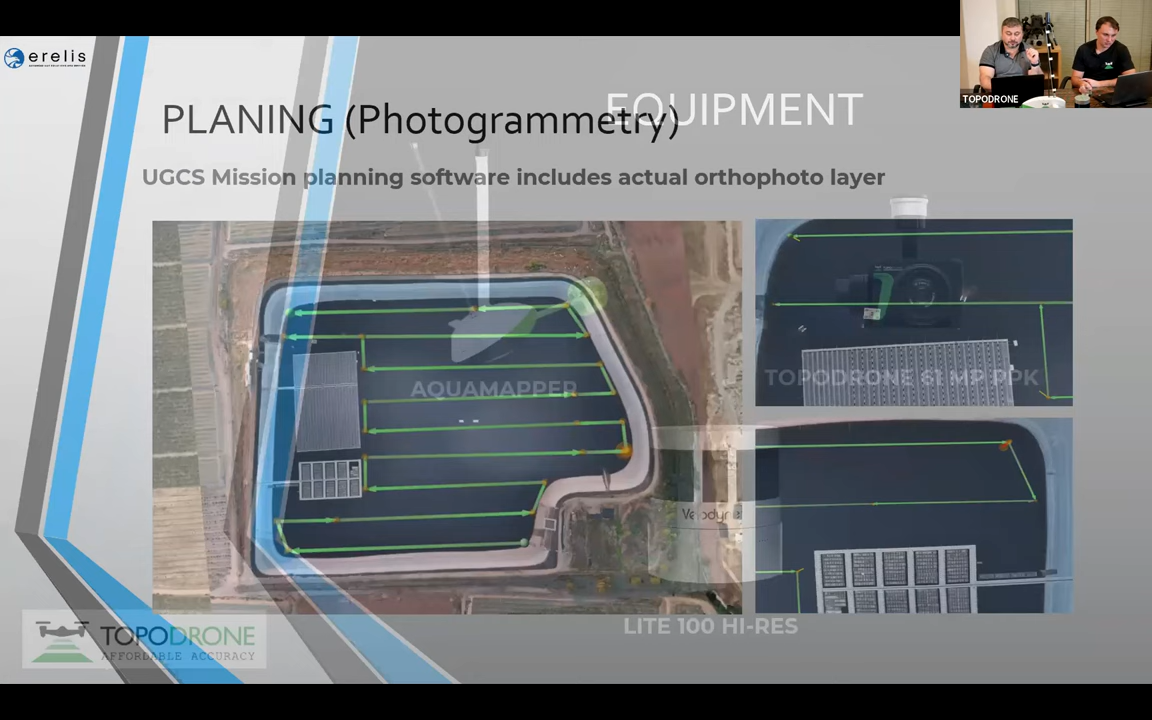 erelis
EQUIPMENT
PLANING (Photogrammetry)
UGCS Mission planning software includes actual orthophoto layer
AQUAMAPPER
TOPODRONE 61 MP PPK
Velodyne
LITE 100 HI-RES
TOPODRONE
AFFORDABLE ACCURACY
TOPODRONE